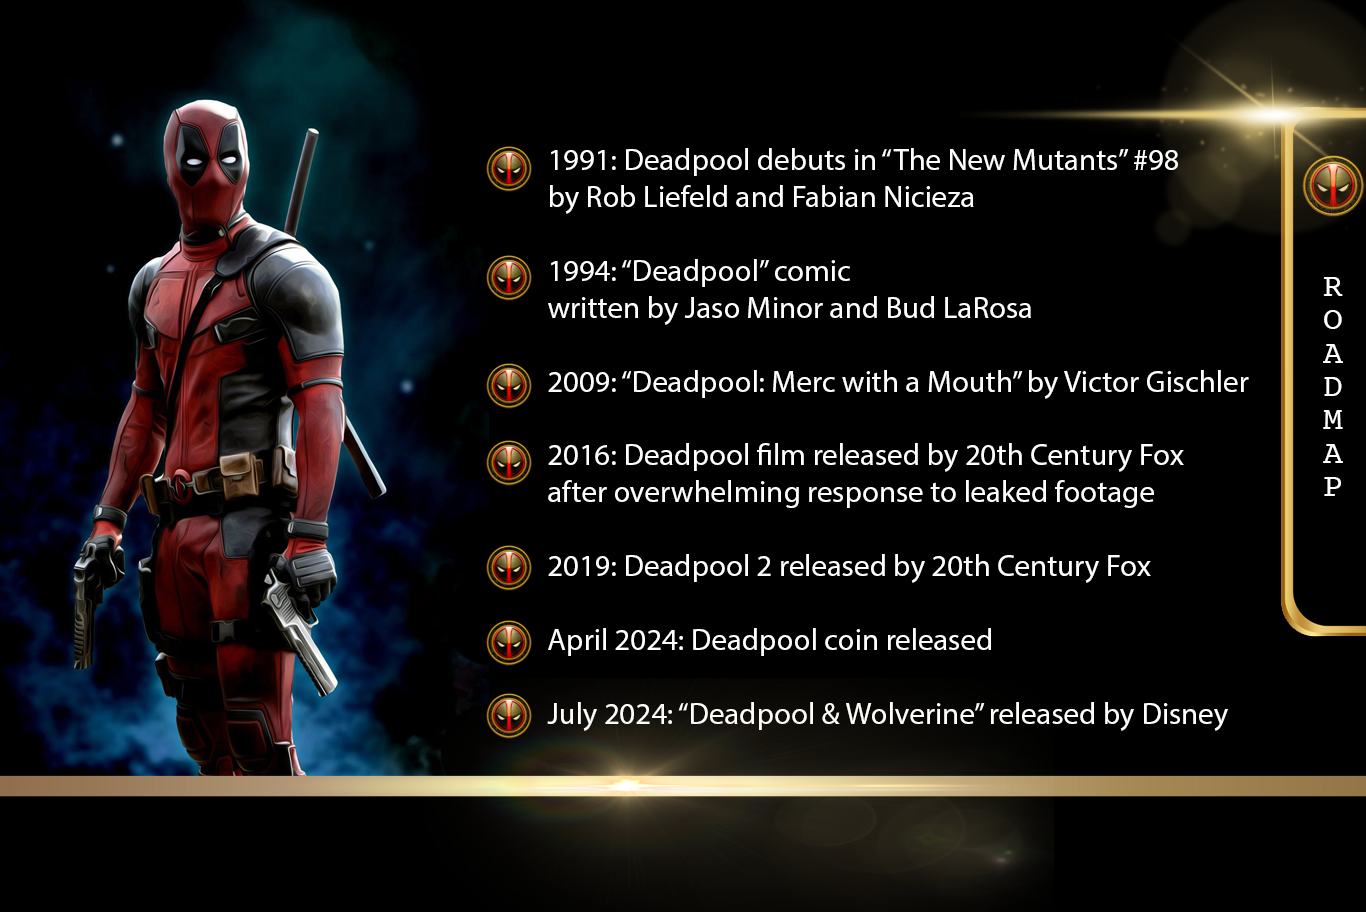 1991: Deadpool debuts in “The New Mutants” #98
by Rob Liefeld and Fabian Nicieza
1994: “Deadpool” comic
written by Jaso Minor and Bud LaRosa
2009: “Deadpool: Merc with a Mouth” by Victor Gischler
2016: Deadpool film released by 20th Century Fox
after overwhelming response to leaked footage
2019: Deadpool 2 released by 20th Century Fox
April 2024: Deadpool coin released
July 2024: “Deadpool & Wolverine” released by Disney
ROADMAP